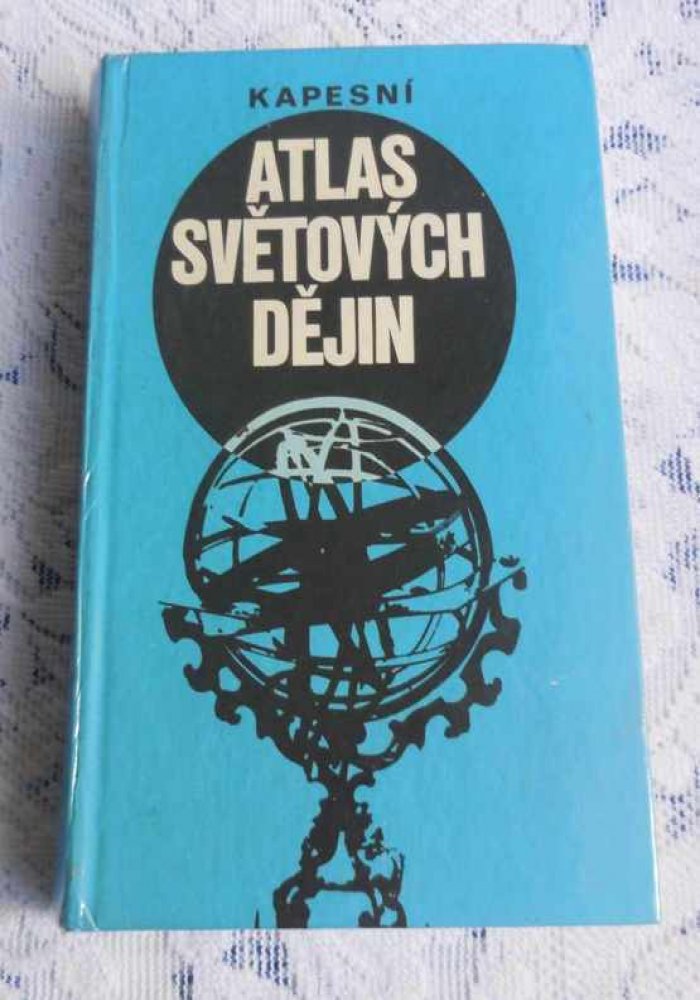 KAPESNÍ
ATLAS
SVĚTOVÝCH
DĚJIN